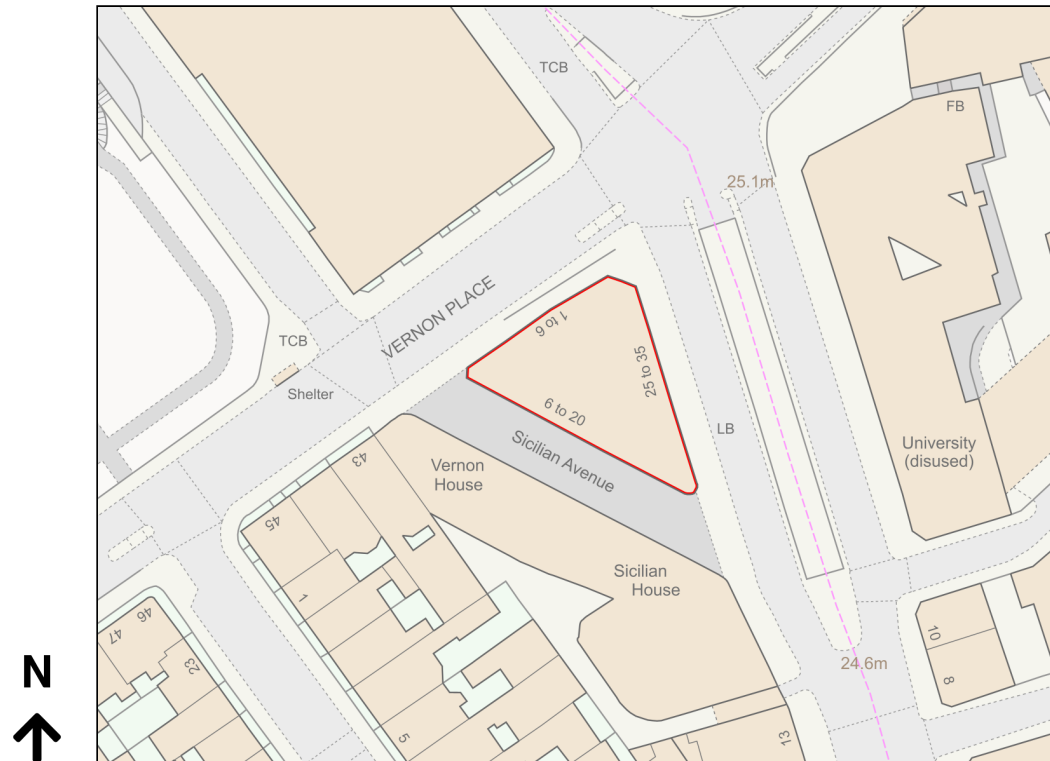 TCB
FB
25.1m
VERNON PLACE
1 to 6
TCB
25 to 35
Shelter
6 to 20
LB
Sicilian Avenue
University
(disused)
43
Vernon
House
45
Sicilian
House
1
46
47
23
10
24.6m
8
N
5
13